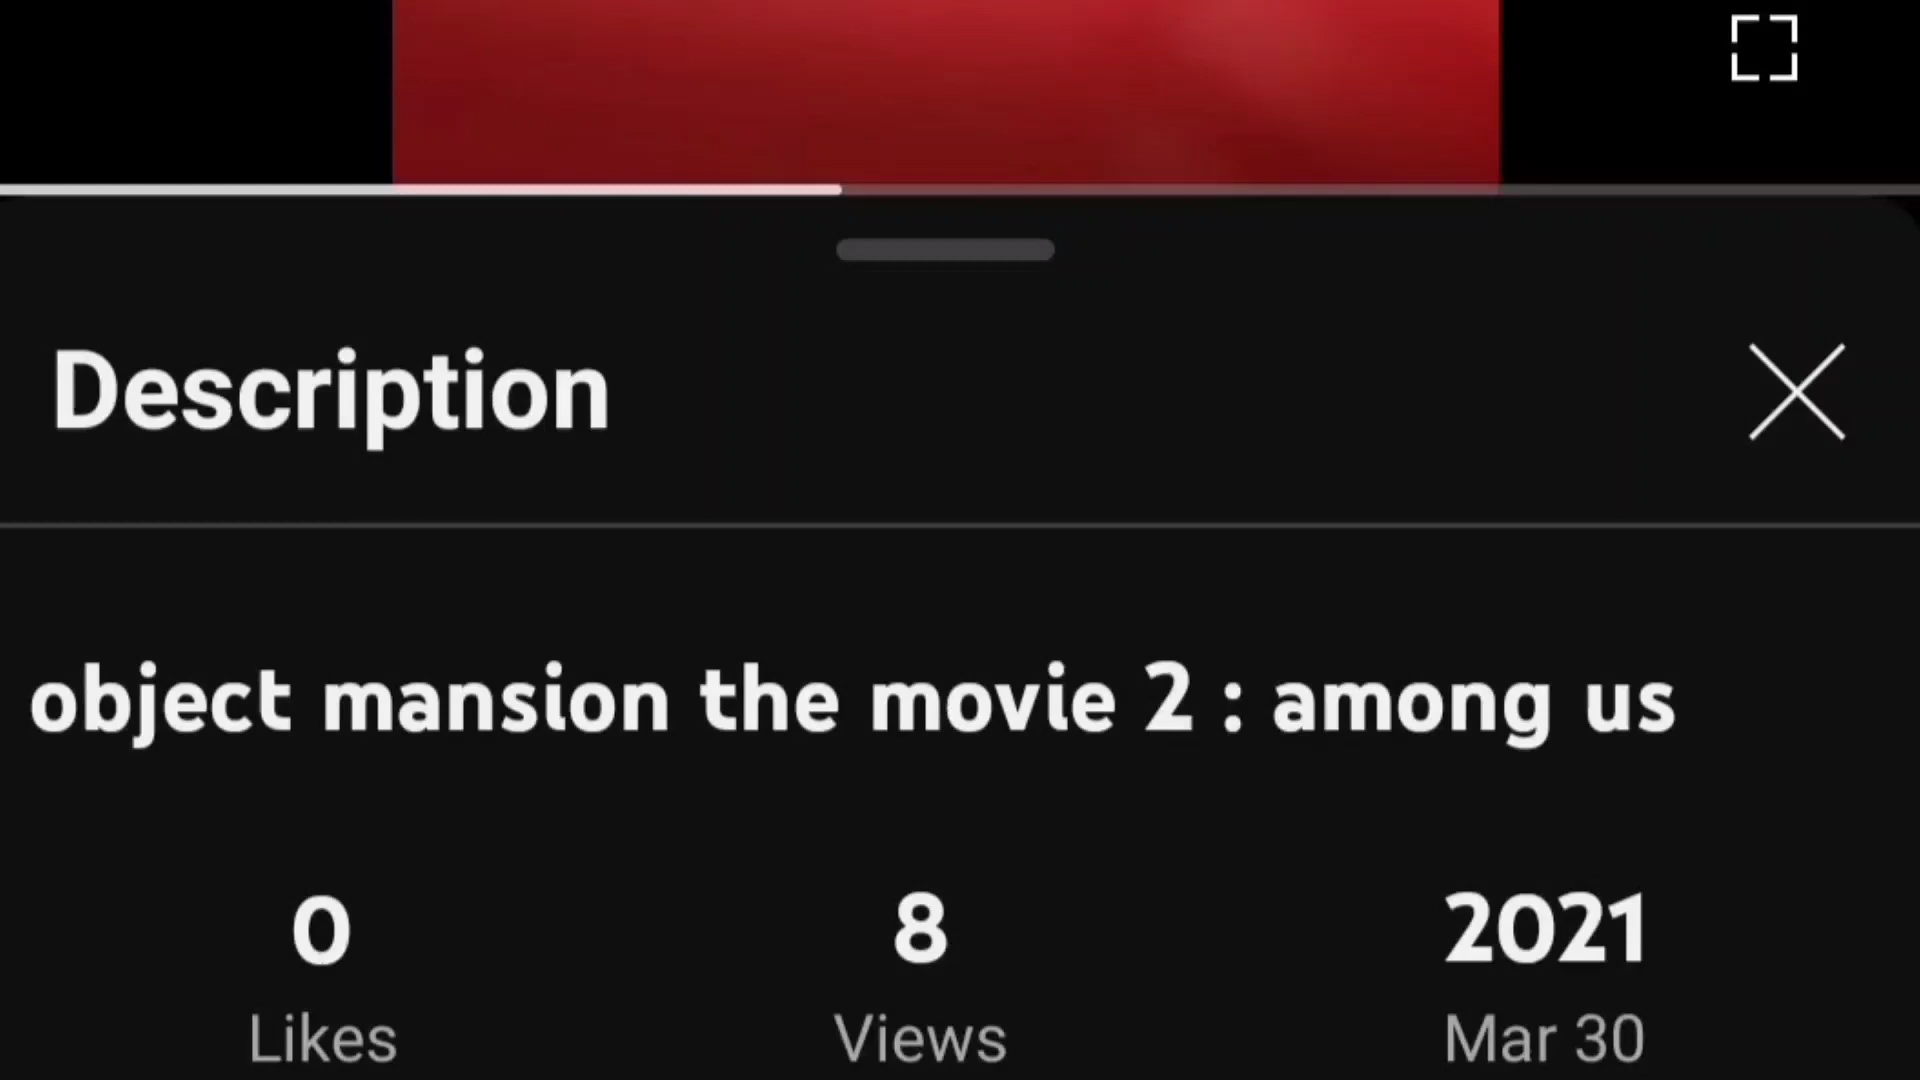 Description
object mansion the movie 2 : among us
0 8 2021
Likes Views Mar 30